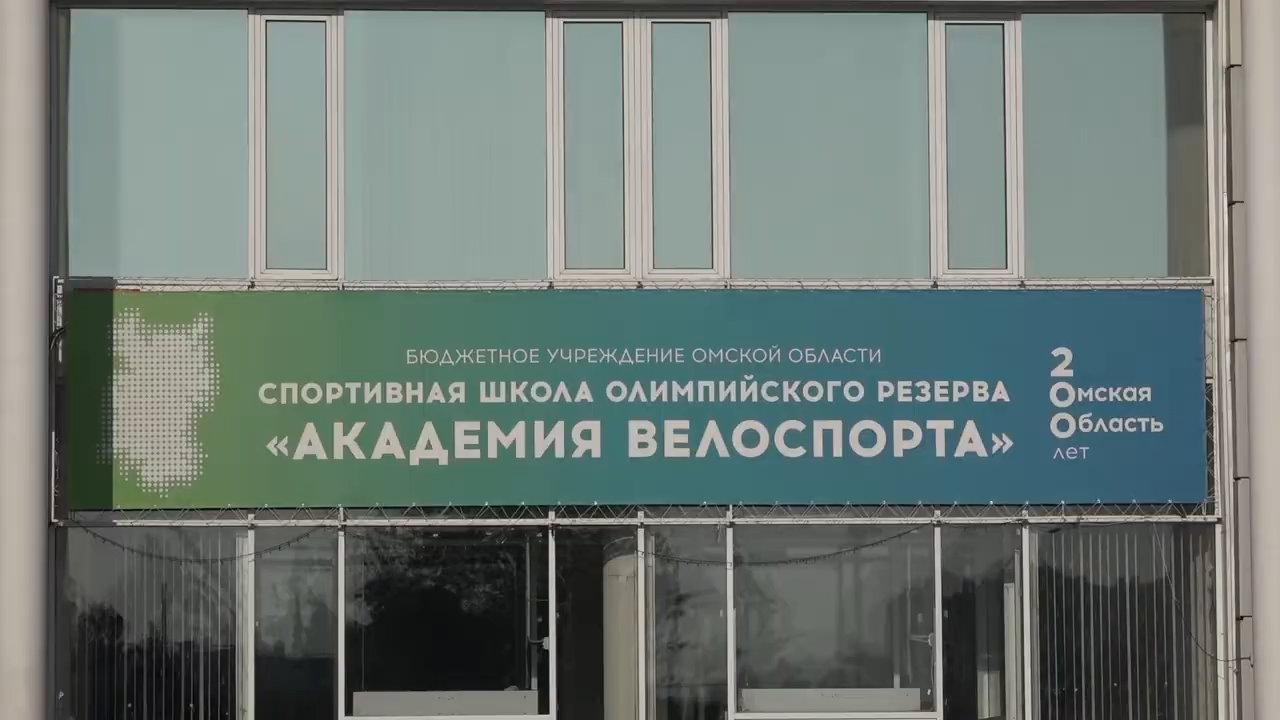 БЮДЖЕТНОЕ УЧРЕЖДЕНИЕ ОМСКОЙ ОБЛАСТИ
СПОРТИВНАЯ ШКОЛА ОЛИМПИЙСКОГО РЕЗЕРВА
«АКАДЕМИЯ ВЕЛОСПОРТА»
2
Омская
Область
лет